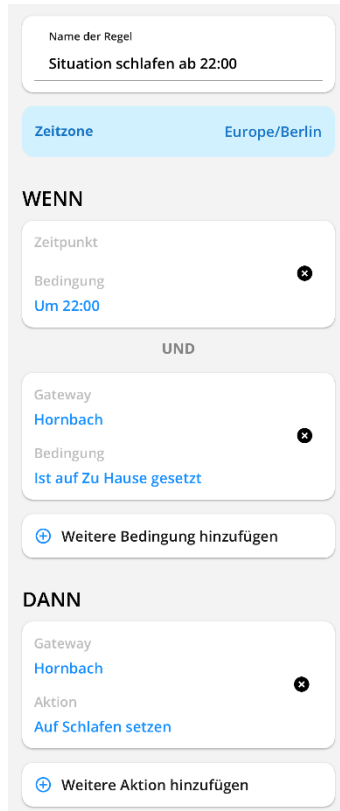 Name der Regel
Situation schlafen ab 22:00
Zeitzone Europe/Berlin
WENN
Zeitpunkt
Bedingung
Um 22:00
UND
Gateway
Hornbach
Bedingung
Ist auf Zu Hause gesetzt
Weitere Bedingung hinzufügen
DANN
Gateway
Hornbach
Aktion
Auf Schlafen setzen
Weitere Aktion hinzufügen